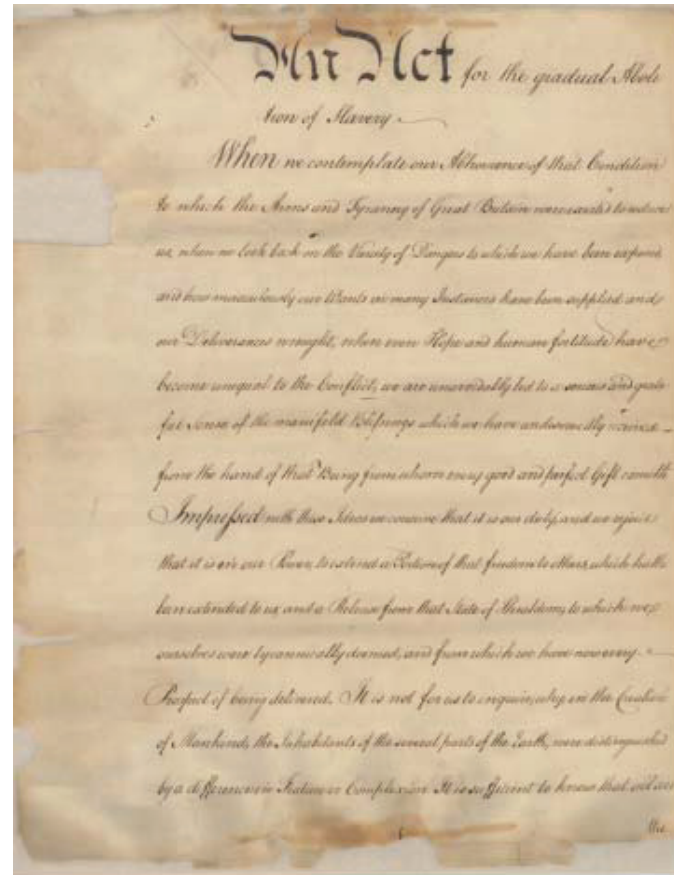 An Act for the gradual Aboli
tion of Slavery
When we contemplate our Abhorence of that Condition
to which the Arms and Tyranny of Great Britain were exerted to reduce
us, when we look back on the Variety of Dangers to which we have been exposed
and how miraculously our Wants in many Instances have been supplied and
our Deliverances wrought, when even Hope and human fortitude have
become unequal to the Conflict, we are unavoidably led to a serious and grate
ful Sense of the manifold Blessings which we have undeservedly received
from the hand of that Being from whom every good and perfect Gift cometh
Impressed with these Ideas we conceive that it is our duty, and we rejoice
that it is in our Power, to extend a Portion of that freedom to others, which hath
been extended to us, and a Release from that State of Thraldom, to which we
ourselves were tyrannically doomed, and from which we have now every
Prospect of being delivered. It is not for us to enquire, why, in the Creation
of Mankind, the Inhabitants of the several parts of the Earth, were distinguished
by a difference in Feature or Complexion. It is sufficient to know that all are
the